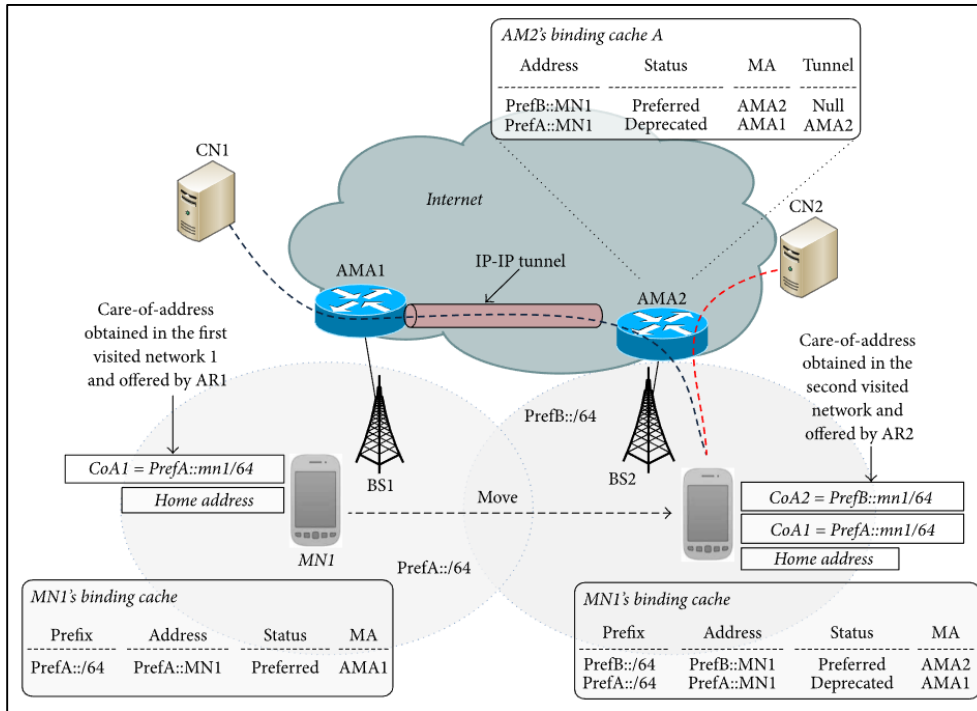 AM2's binding cache A
Address Status MA Tunnel
PrefB::MN1 Preferred AMA2 Null
PrefA::MN1 Deprecated AMA1 AMA2
CN1
Internet
CN2
IP-IP tunnel
AMA1
AMA2
Care-of-address
obtained in the first
visited network 1
and offered by AR1
Care-of-address
obtained in the
second visited
network and
offered by AR2
PrefB::/64
CoA1 = PrefA::mn1/64
Home address
BS1
BS2
Move
CoA2 = PrefB::mn1/64
CoA1 = PrefA::mn1/64
Home address
MN1
PrefA::/64
MN1's binding cache
Prefix Address Status MA
PrefA::/64 PrefA::MN1 Preferred AMA1
MN1's binding cache
Prefix Address Status MA
PrefB::/64 PrefB::MN1 Preferred AMA2
PrefA::/64 PrefA::MN1 Deprecated AMA1